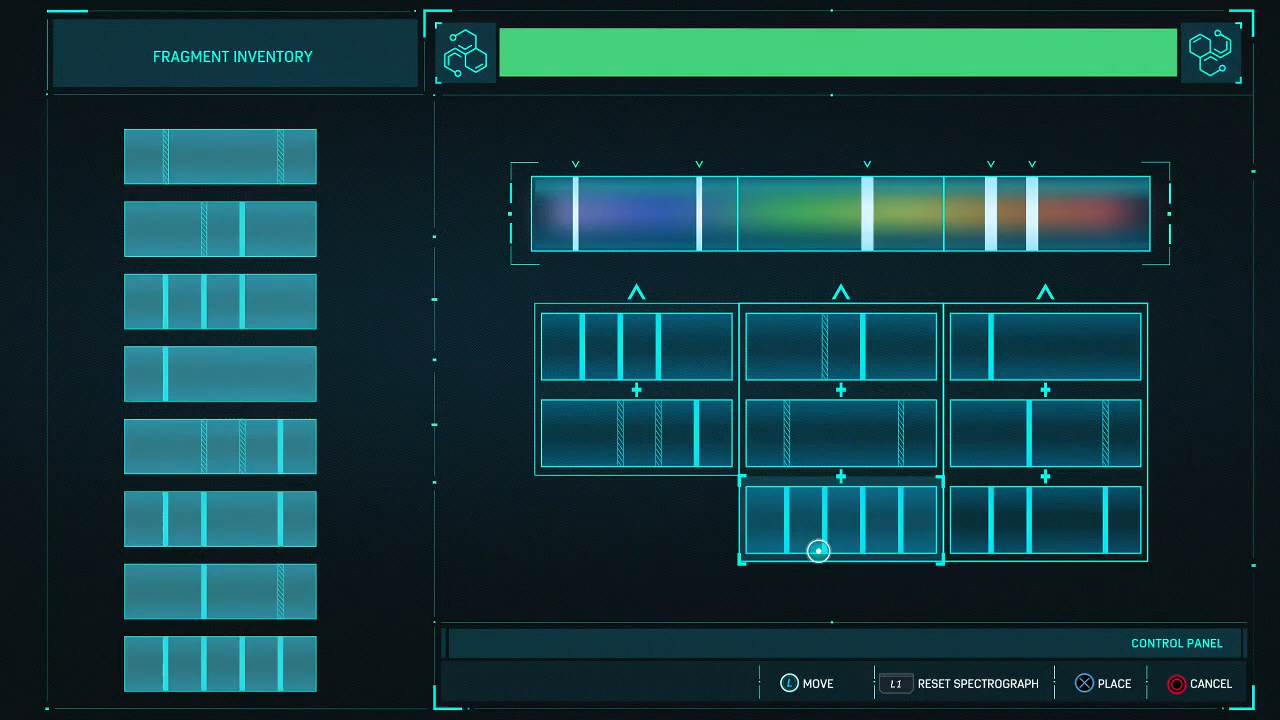 FRAGMENT INVENTORY
CONTROL PANEL
L MOVE
L1 RESET SPECTROGRAPH
PLACE
CANCEL